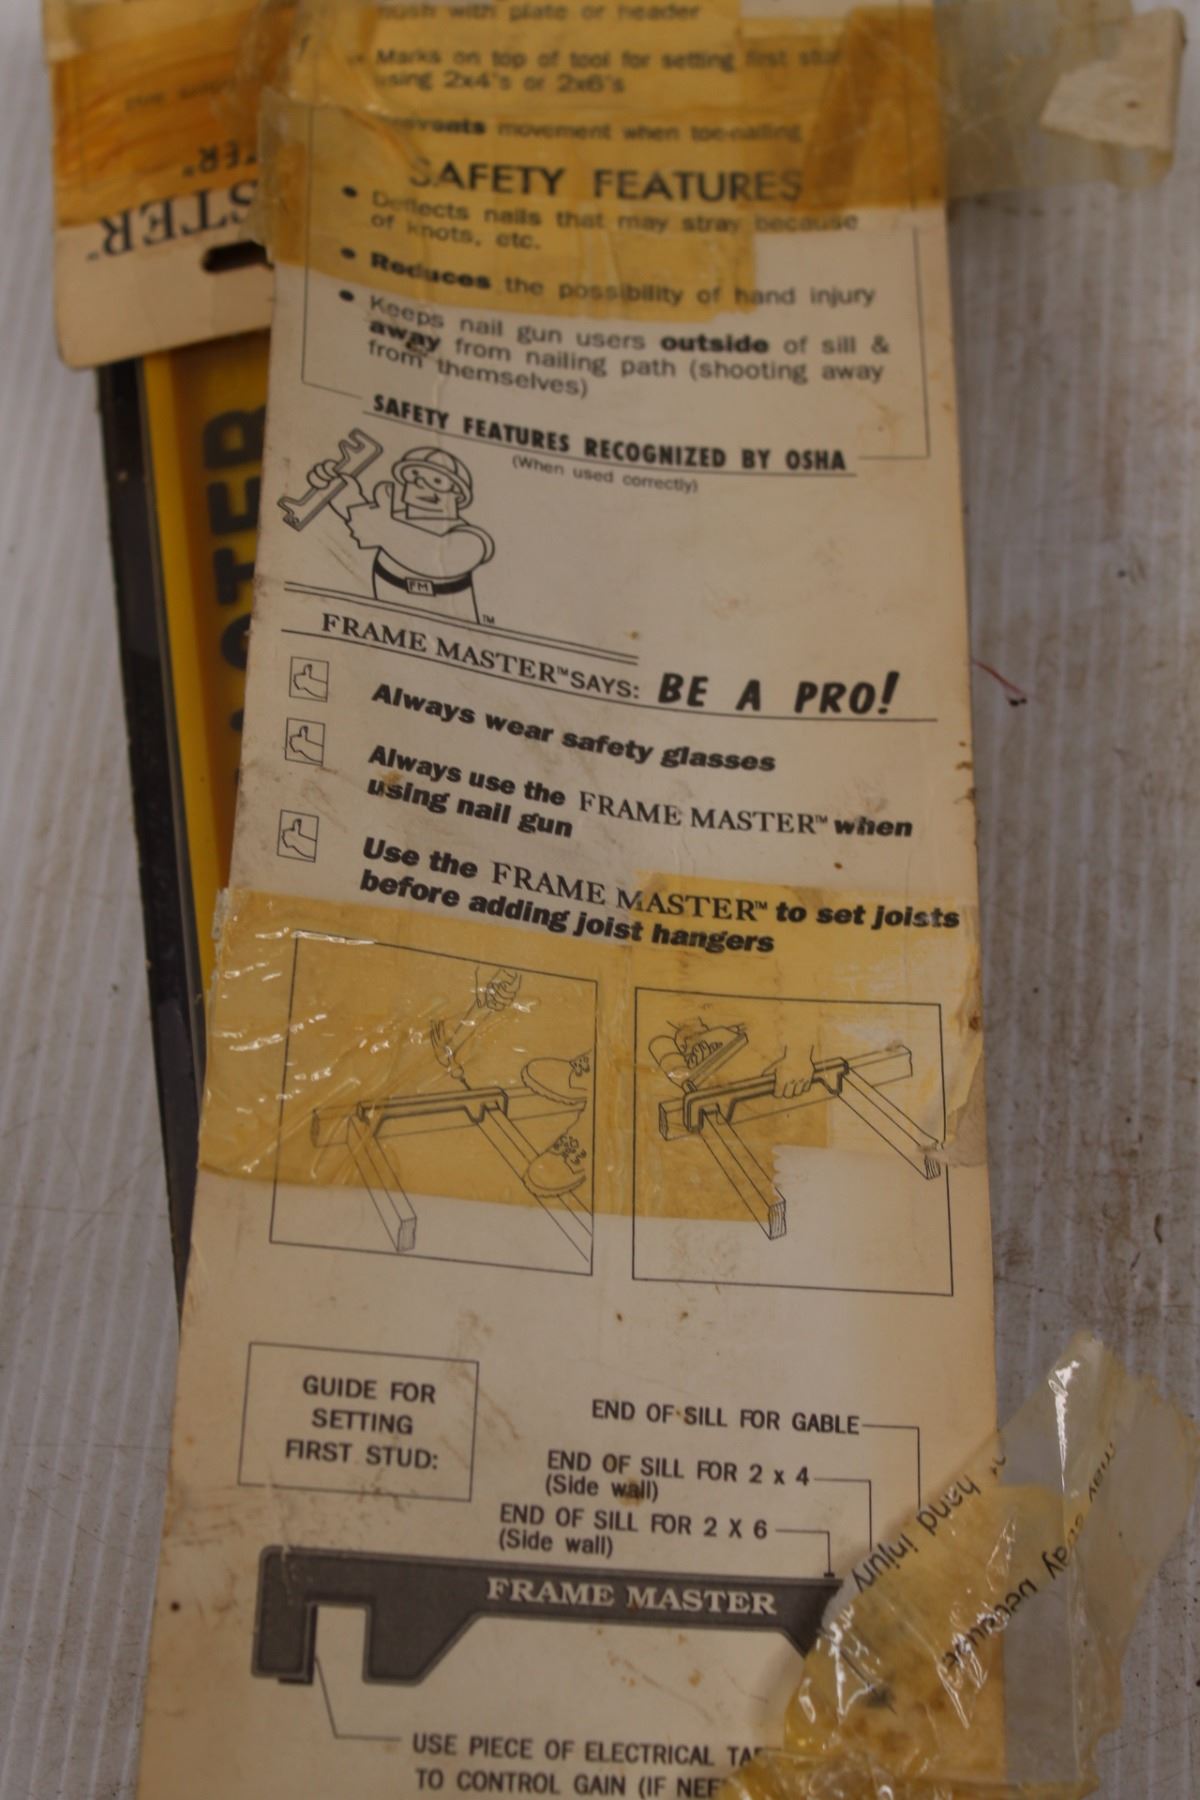 flush with plate or header
Marks on top of tool for setting first stud
using 2x4's or 2x6's
Prevents movement when toe-nailing
SAFETY FEATURES
• Deflects nails that may stray because
of knots, etc.
• Reduces the possibility of hand injury
• Keeps nail gun users outside of sill &
away from nailing path (shooting away
from themselves)
SAFETY FEATURES RECOGNIZED BY OSHA
(When used correctly)
FM
TM
FRAME MASTER™ SAYS: BE A PRO!
Always wear safety glasses
Always use the FRAME MASTER™ when
using nail gun
Use the FRAME MASTER™ to set joists
before adding joist hangers
GUIDE FOR
SETTING
FIRST STUD:
END OF SILL FOR GABLE
END OF SILL FOR 2 x 4
(Side wall)
END OF SILL FOR 2 X 6
(Side wall)
FRAME MASTER
USE PIECE OF ELECTRICAL TA
TO CONTROL GAIN (IF NEE
hand injury
may stray because
STER™
TER™